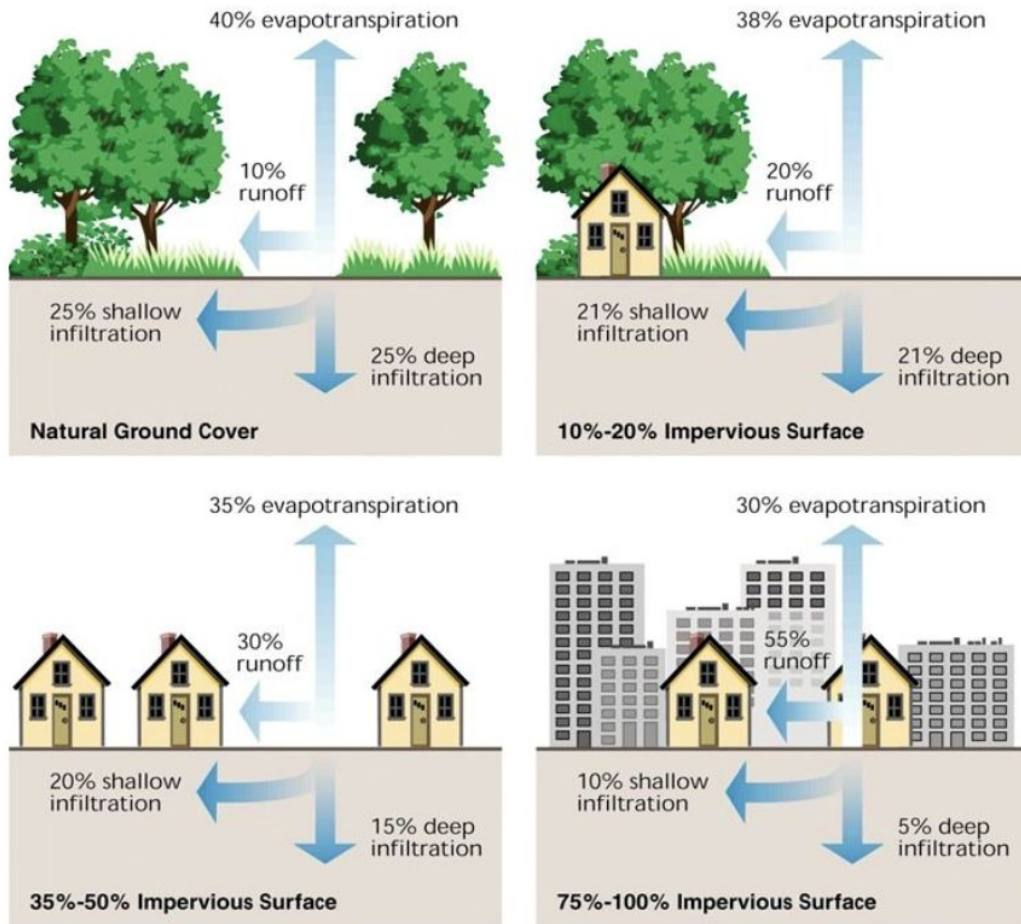 40% evapotranspiration
10%
runoff
25% shallow
infiltration
25% deep
infiltration
Natural Ground Cover
38% evapotranspiration
20%
runoff
21% shallow
infiltration
21% deep
infiltration
10%-20% Impervious Surface
35% evapotranspiration
30%
runoff
20% shallow
infiltration
15% deep
infiltration
35%-50% Impervious Surface
30% evapotranspiration
55%
runoff
10% shallow
infiltration
5% deep
infiltration
75%-100% Impervious Surface